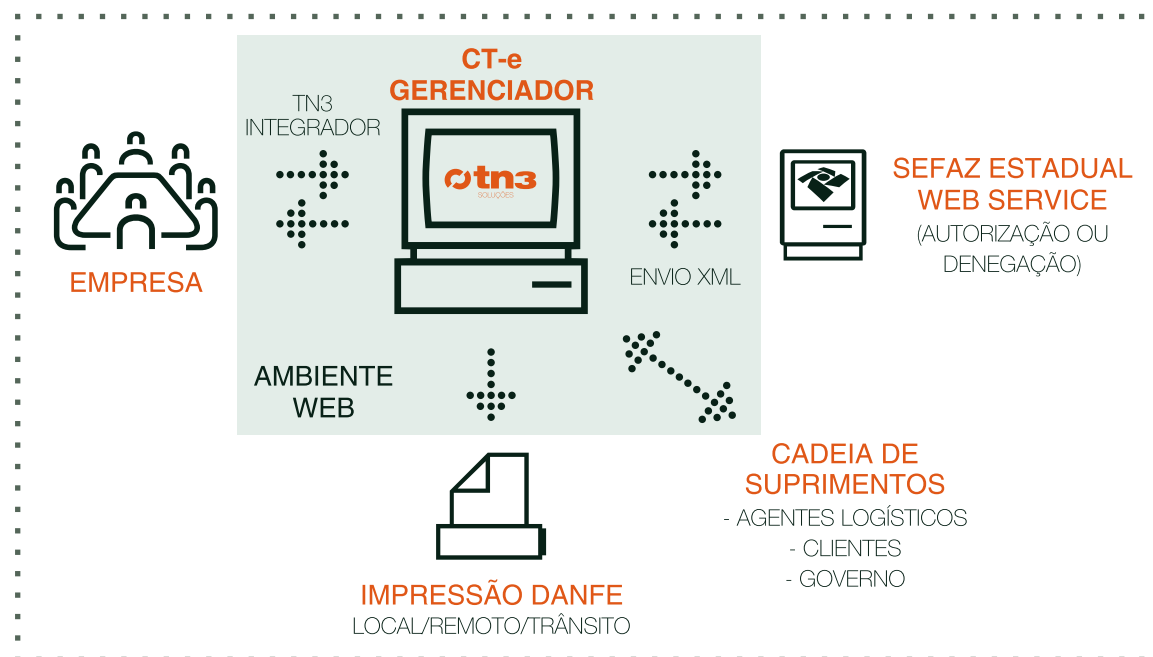 CT-e
GERENCIADOR
TN3
INTEGRADOR
tn3
SOLUÇÕES
EMPRESA
ENVIO XML
SEFAZ ESTADUAL
WEB SERVICE
(AUTORIZAÇÃO OU
DENEGAÇÃO)
AMBIENTE
WEB
CADEIA DE
SUPRIMENTOS
- AGENTES LOGÍSTICOS
- CLIENTES
- GOVERNO
IMPRESSÃO DANFE
LOCAL/REMOTO/TRÂNSITO